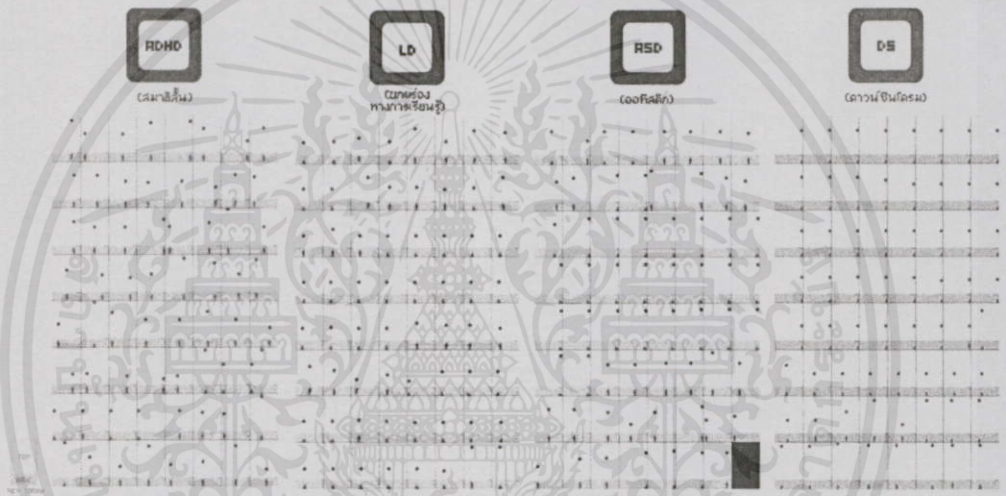 ADHD
(สมาธิสั้น)
LD
(บกพร่อง
ทางการเรียนรู้)
ASD
(ออทิสติก)
DS
(ดาวน์ซินโดรม)